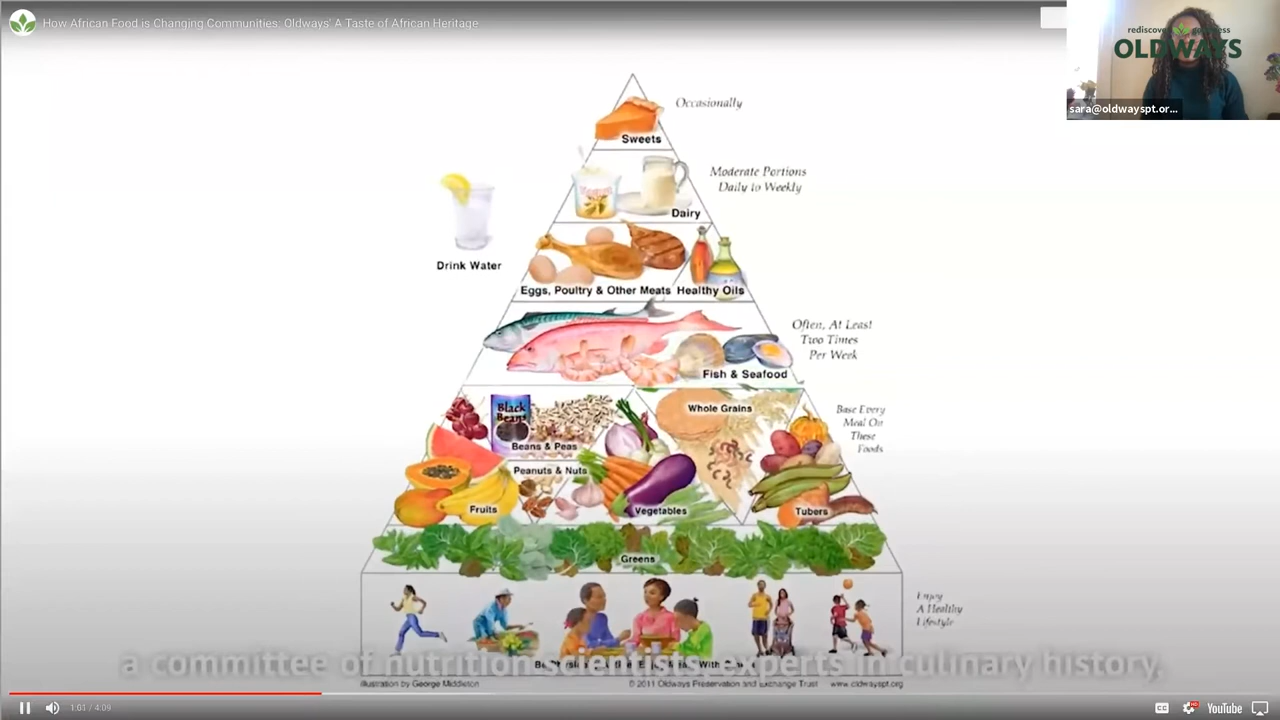 How African Food is Changing Communities: Oldways' A Taste of African Heritage
OLDWAYS
sara@oldwayspt.or...
Occasionally
Sweets
Moderate Portions
Daily to Weekly
Dairy
Drink Water
Eggs, Poultry & Other Meats
Healthy Oils
Often, At Least
Two Times
Per Week
Fish & Seafood
Black
Beans
Whole Grains
Base Every
Meal On
These
Foods
Beans & Peas
Peanuts & Nuts
Fruits
Vegetables
Tubers
Greens
Enjoy
A Healthy
Lifestyle
a committee of nutrition scientists, experts in culinary history,
Illustration by George Middleton
© 2011 Oldways Preservation and Exchange Trust
www.oldwayspt.org
1:01 / 4:09
CC
HD
YouTube